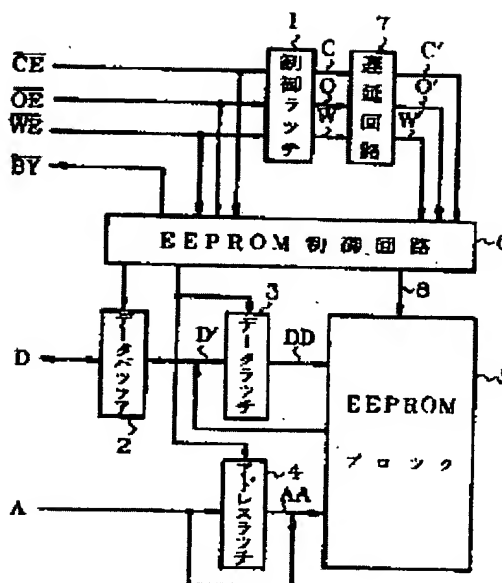 1
7
CE
C
C'
OE
O
O'
WE
W
W'
BY
制御ラッチ
遅延回路
EEPROM制御回路
6
3
8
D
データバッファ
D'
データラッチ
DD
5
EEPROM
ブロック
2
4
A
アドレスラッチ
AA